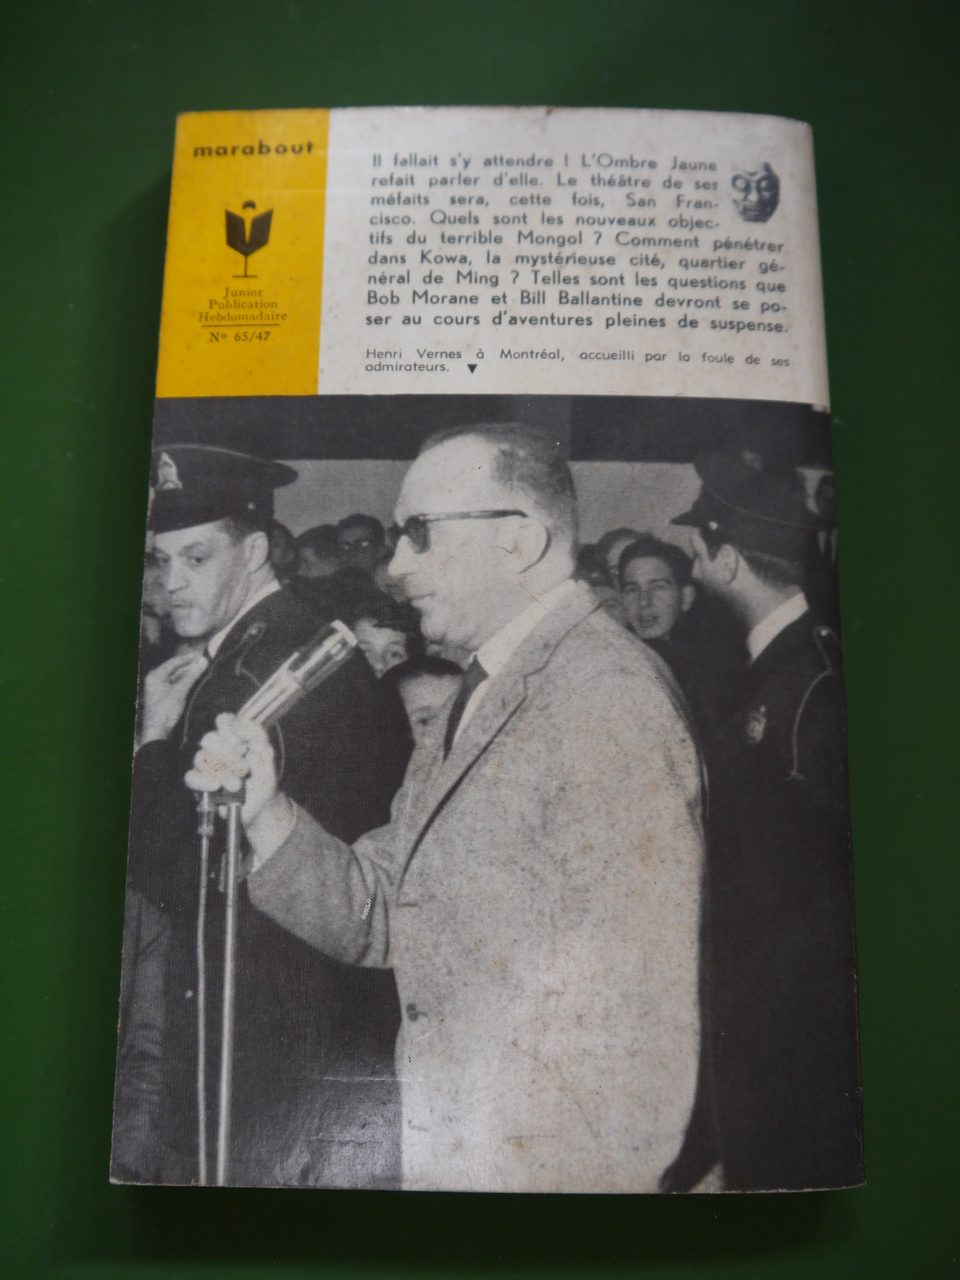 marabout
Junior
Publication
Hebdomadaire
Nº 65/47
Il fallait s'y attendre ! L'Ombre Jaune
refait parler d'elle. Le théâtre de ses
méfaits sera, cette fois, San Fran-
cisco. Quels sont les nouveaux objec-
tifs du terrible Mongol ? Comment pénétrer
dans Kowa, la mystérieuse cité, quartier gé-
néral de Ming ? Telles sont les questions que
Bob Morane et Bill Ballantine devront se po-
ser au cours d'aventures pleines de suspense.
Henri Vernes à Montréal, accueilli par la foule de ses
admirateurs. ▼